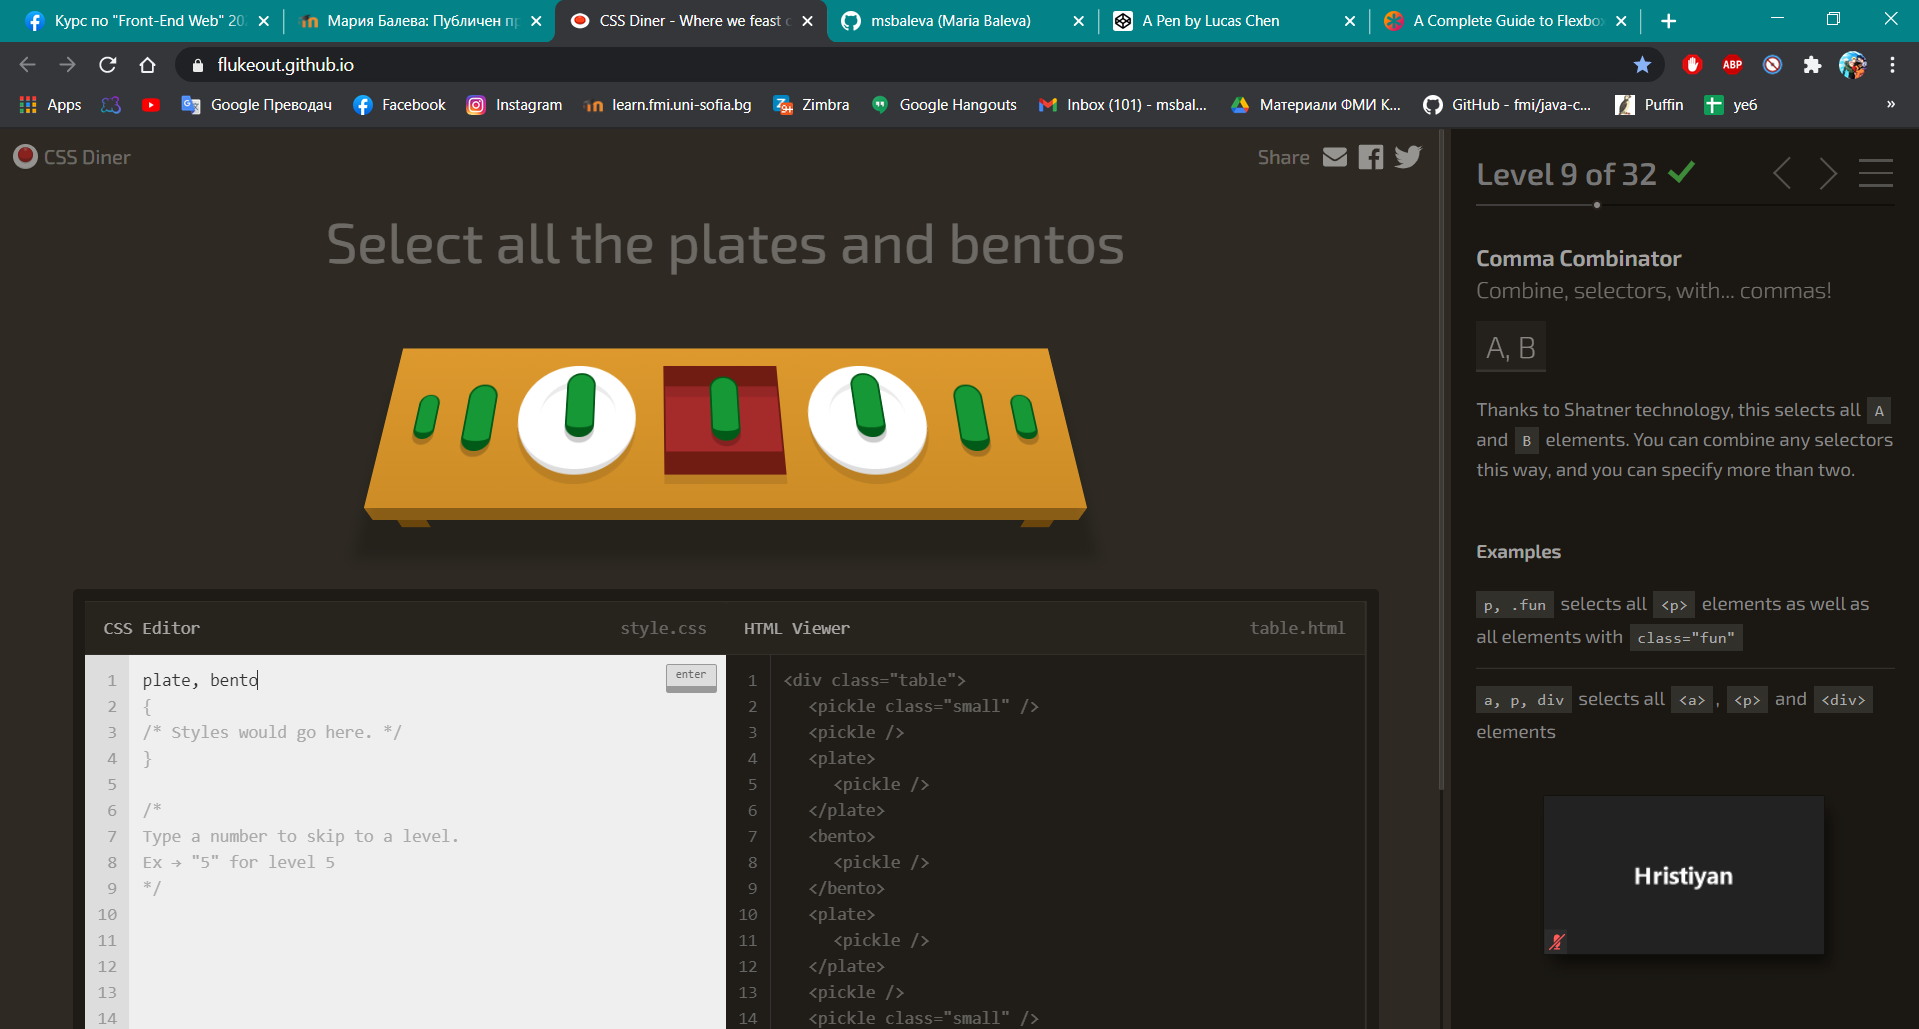 Курс по "Front-End Web" 20
Мария Балева: Публичен пр
CSS Diner - Where we feast o
msbaleva (Maria Baleva)
A Pen by Lucas Chen
A Complete Guide to Flexbox
flukeout.github.io
ABP
Apps
Google Преводач
Facebook
Instagram
learn.fmi.uni-sofia.bg
Zimbra
Google Hangouts
Inbox (101) - msbal...
Материали ФМИ К...
GitHub - fmi/java-c...
Puffin
уеб
»
CSS Diner
Share
Select all the plates and bentos
CSS Editor
style.css
HTML Viewer
table.html
1 plate, bento
enter
2 {
3 /* Styles would go here. */
4 }
5
6 /*
7 Type a number to skip to a level.
8 Ex → "5" for level 5
9 */
10
11
12
13
14
1 <div class="table">
2 <pickle class="small" />
3 <pickle />
4 <plate>
5 <pickle />
6 </plate>
7 <bento>
8 <pickle />
9 </bento>
10 <plate>
11 <pickle />
12 </plate>
13 <pickle />
14 <pickle class="small" />
Level 9 of 32
Comma Combinator
Combine, selectors, with... commas!
A, B
Thanks to Shatner technology, this selects all A
and B elements. You can combine any selectors
this way, and you can specify more than two.
Examples
p, .fun selects all <p> elements as well as
all elements with class="fun"
a, p, div selects all <a> , <p> and <div>
elements
Hristiyan